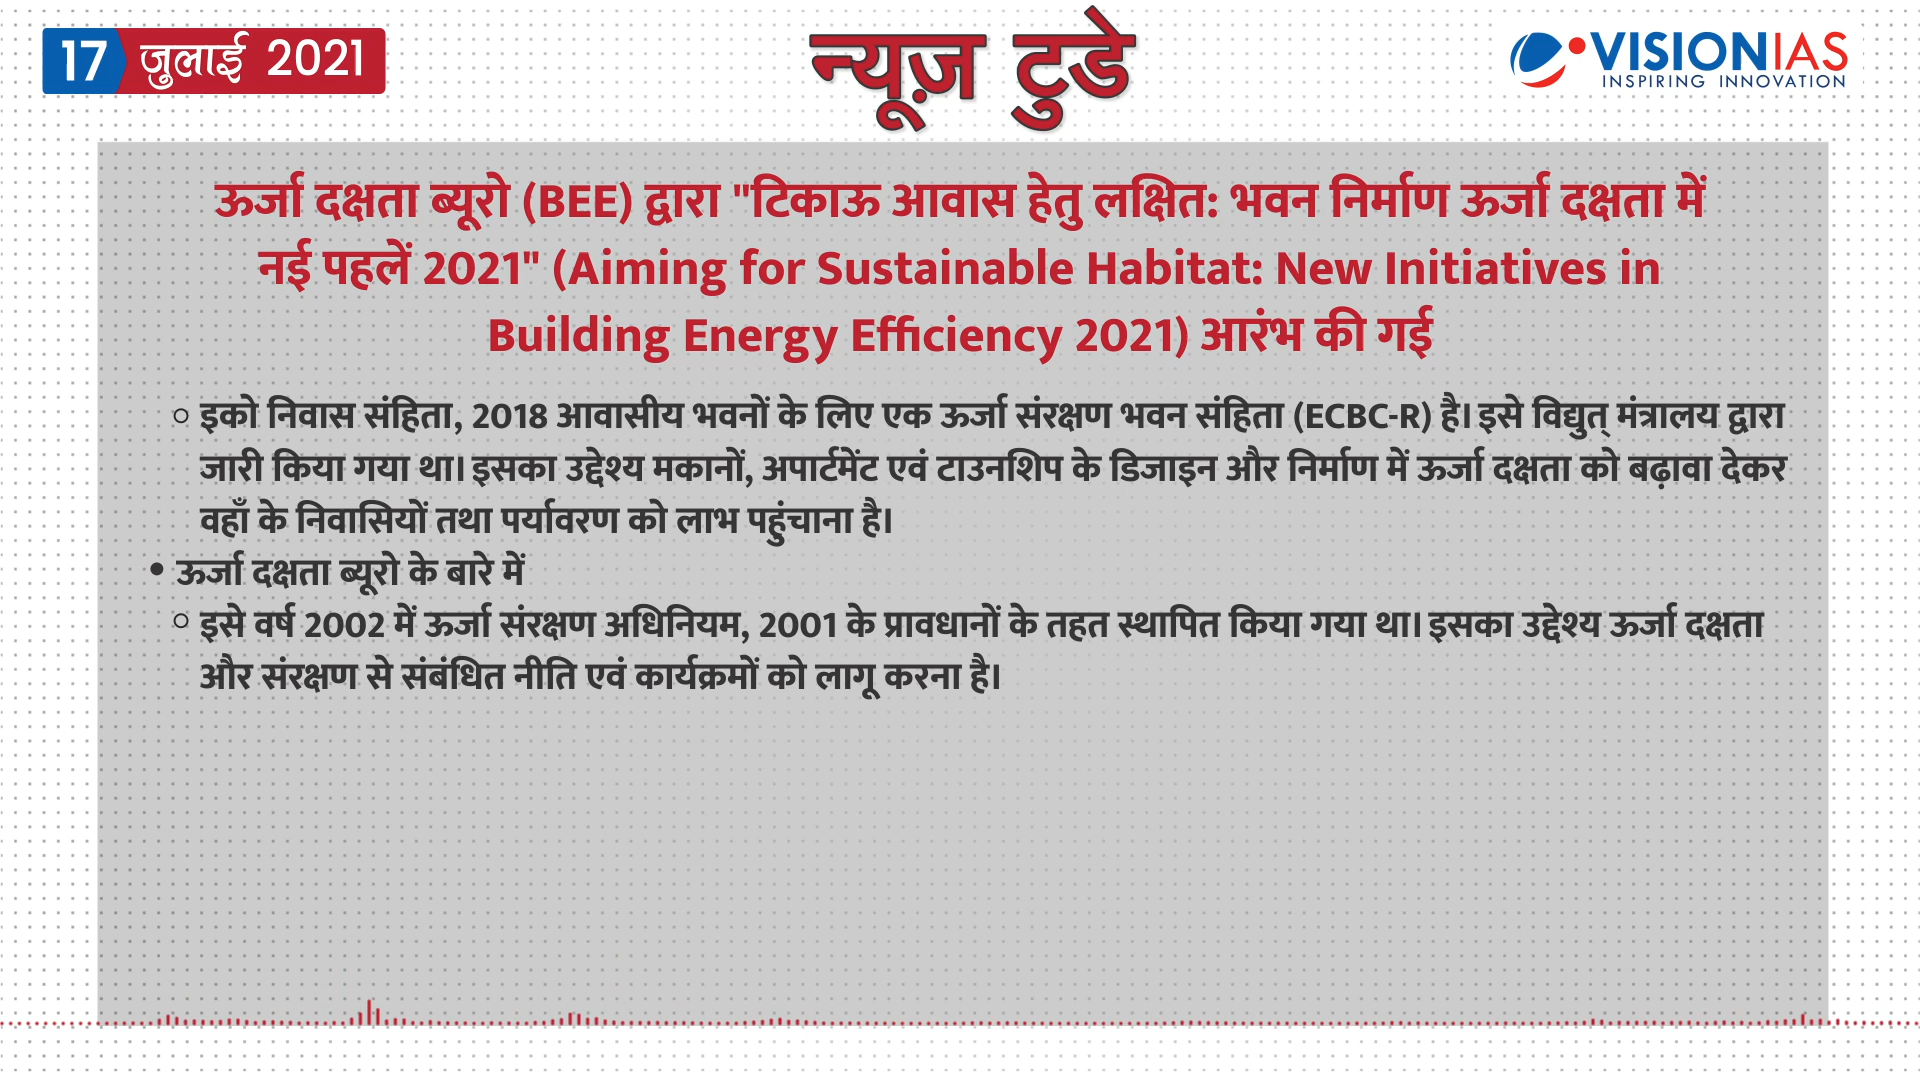 17 जुलाई 2021
न्यूज़ टुडे
VISIONIAS
INSPIRING INNOVATION
ऊर्जा दक्षता ब्यूरो (BEE) द्वारा "टिकाऊ आवास हेतु लक्षित: भवन निर्माण ऊर्जा दक्षता में
नई पहलें 2021" (Aiming for Sustainable Habitat: New Initiatives in
Building Energy Efficiency 2021) आरंभ की गई
○ इको निवास संहिता, 2018 आवासीय भवनों के लिए एक ऊर्जा संरक्षण भवन संहिता (ECBC-R) है। इसे विद्युत् मंत्रालय द्वारा
जारी किया गया था। इसका उद्देश्य मकानों, अपार्टमेंट एवं टाउनशिप के डिजाइन और निर्माण में ऊर्जा दक्षता को बढ़ावा देकर
वहाँ के निवासियों तथा पर्यावरण को लाभ पहुंचाना है।
• ऊर्जा दक्षता ब्यूरो के बारे में
○ इसे वर्ष 2002 में ऊर्जा संरक्षण अधिनियम, 2001 के प्रावधानों के तहत स्थापित किया गया था। इसका उद्देश्य ऊर्जा दक्षता
और संरक्षण से संबंधित नीति एवं कार्यक्रमों को लागू करना है।